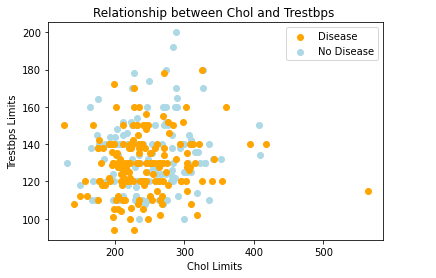 Relationship between Chol and Trestbps
Disease
No Disease
Trestbps Limits
200
180
160
140
120
100
200
300
400
500
Chol Limits